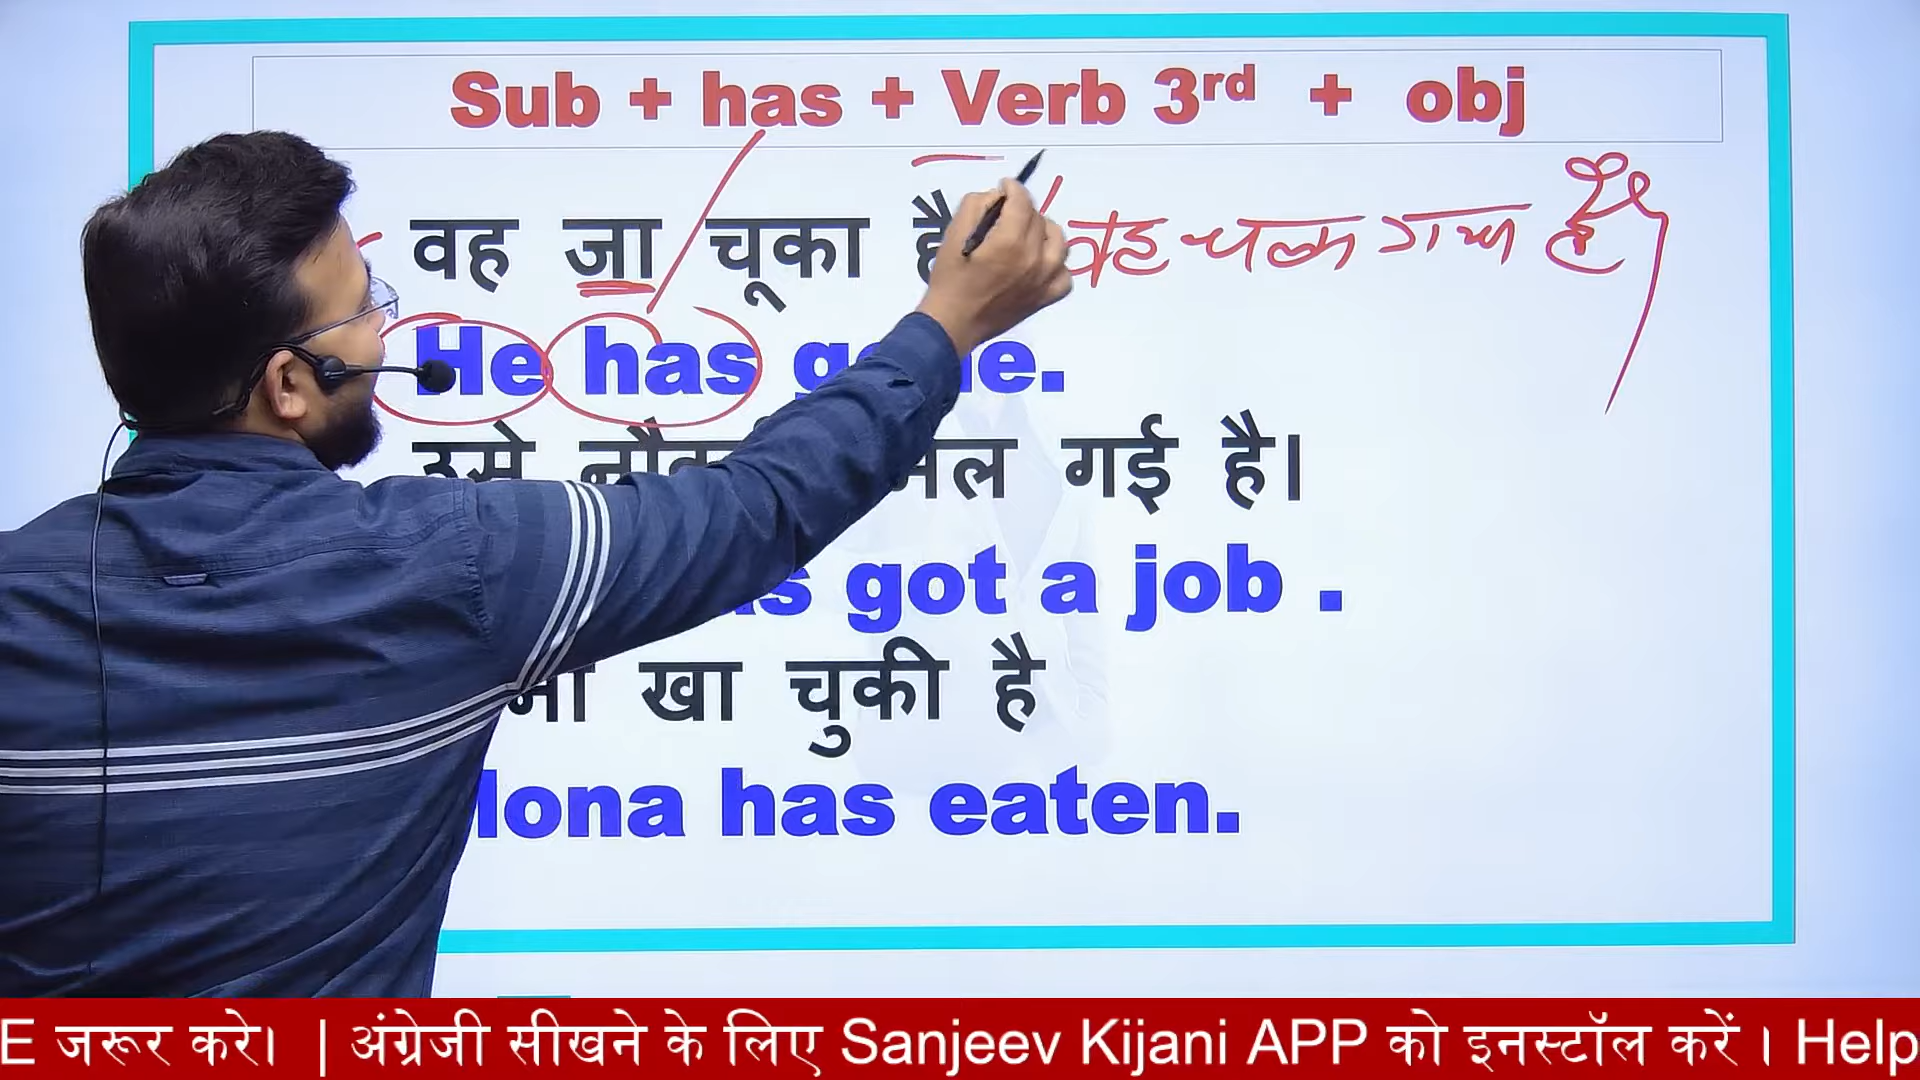 Sub + has + Verb 3rd + obj
वह जा चूका है वह चला गया है
He has gone.
उसे गई है।
got a job .
खा चुकी है
has eaten.
E जरूर करे। | अंग्रेजी सीखने के लिए Sanjeev Kijani APP को इनस्टॉल करें । Help